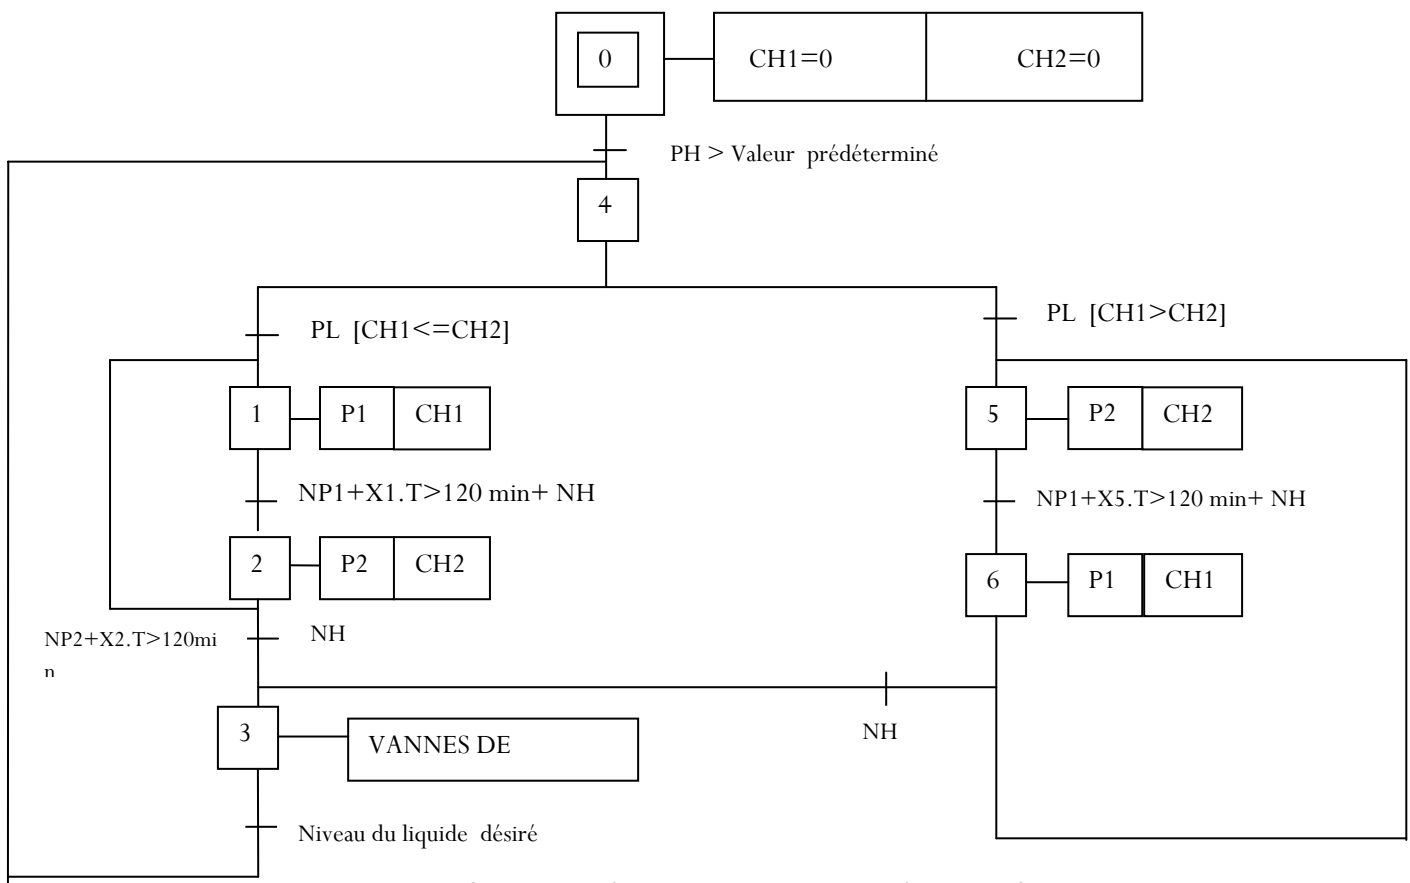 0
CH1=0
CH2=0
PH > Valeur prédéterminé
4
PL [CH1<=CH2]
PL [CH1>CH2]
1
P1
CH1
5
P2
CH2
NP1+X1.T>120 min+ NH
NP1+X5.T>120 min+ NH
2
P2
CH2
6
P1
CH1
NP2+X2.T>120mi
n
NH
3
VANNES DE
NH
Niveau du liquide désiré